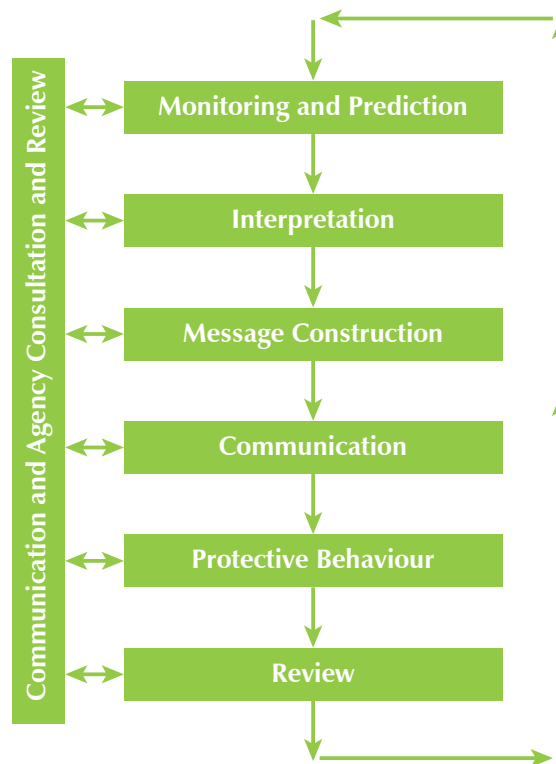 Communication and Agency Consultation and Review
Monitoring and Prediction
Interpretation
Message Construction
Communication
Protective Behaviour
Review